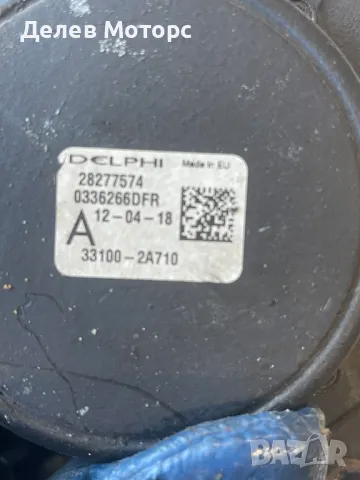 Делев Моторс
DELPHI
Made in EU
28277574
0336266DFR
12-04-18
A
33100-2A710
BAZAR